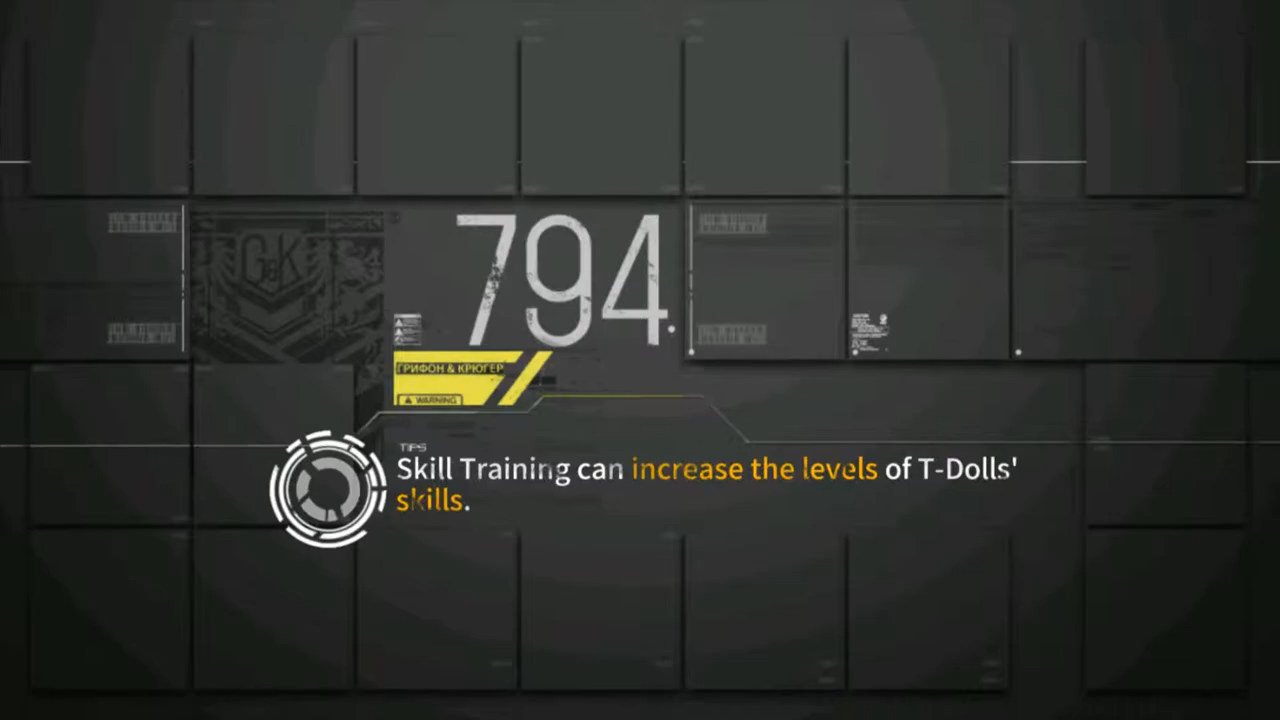 G&K
794.
ГРИФОН & КРЮГЕР
WARNING
TIPS
Skill Training can increase the levels of T-Dolls'
skills.